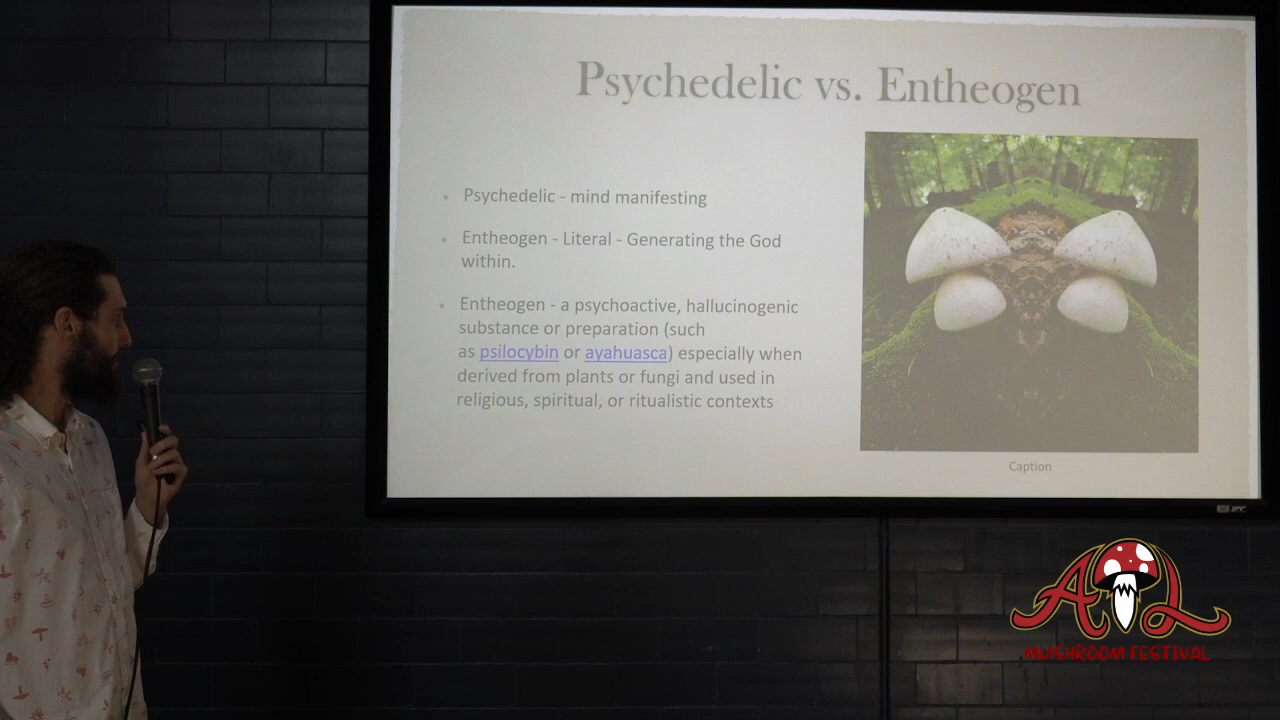 Psychedelic vs. Entheogen
• Psychedelic - mind manifesting
• Entheogen - Literal - Generating the God
within.
• Entheogen - a psychoactive, hallucinogenic
substance or preparation (such
as psilocybin or ayahuasca) especially when
derived from plants or fungi and used in
religious, spiritual, or ritualistic contexts
Caption
ATL
MUSHROOM FESTIVAL